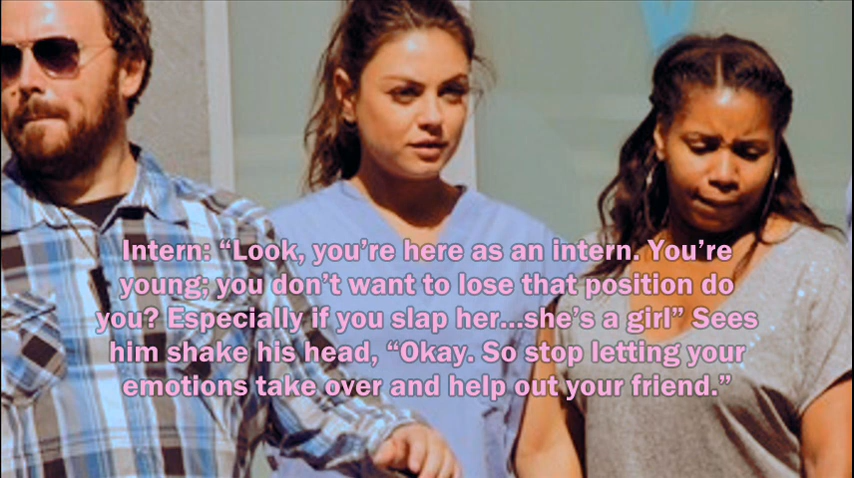 Intern: “Look, you’re here as an intern. You’re
young; you don’t want to lose that position do
you? Especially if you slap her...she’s a girl” Sees
him shake his head, “Okay. So stop letting your
emotions take over and help out your friend.”